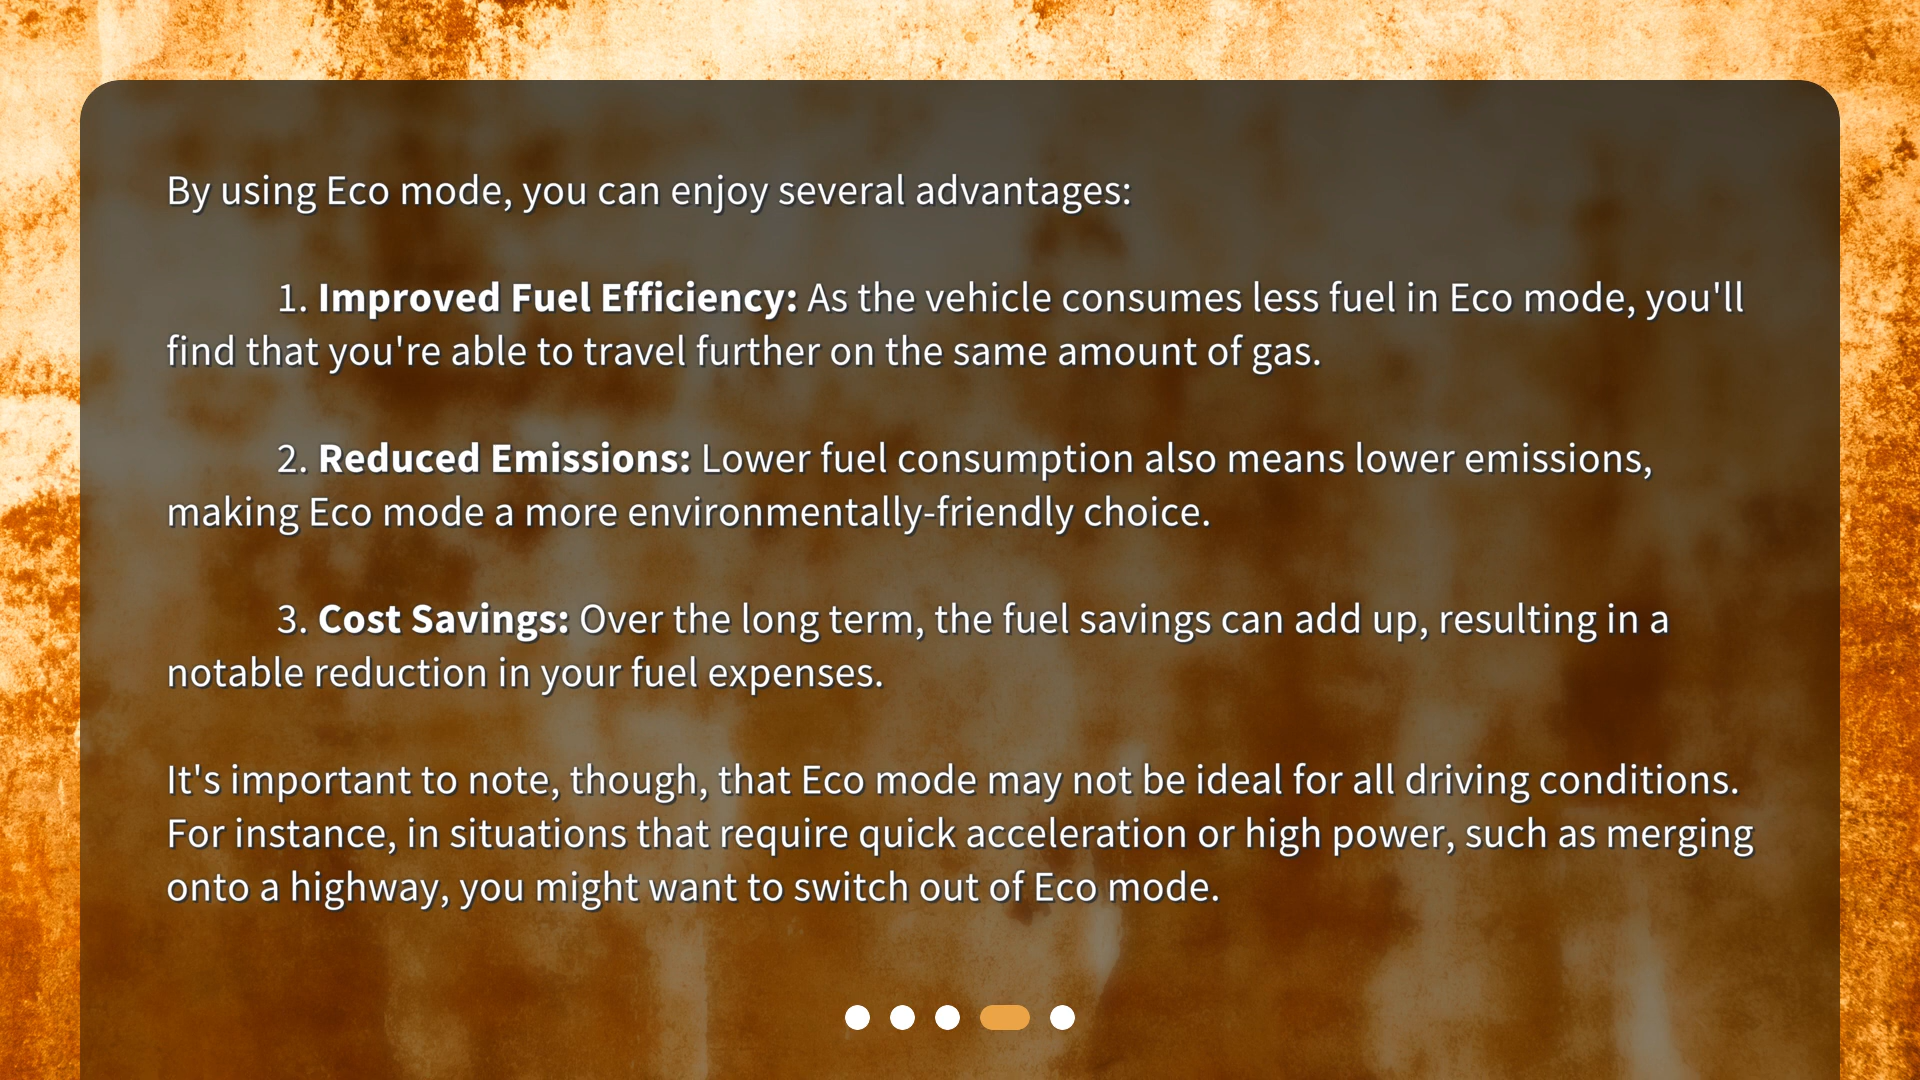 By using Eco mode, you can enjoy several advantages:
1. Improved Fuel Efficiency: As the vehicle consumes less fuel in Eco mode, you'll
find that you're able to travel further on the same amount of gas.
2. Reduced Emissions: Lower fuel consumption also means lower emissions,
making Eco mode a more environmentally-friendly choice.
3. Cost Savings: Over the long term, the fuel savings can add up, resulting in a
notable reduction in your fuel expenses.
It's important to note, though, that Eco mode may not be ideal for all driving conditions.
For instance, in situations that require quick acceleration or high power, such as merging
onto a highway, you might want to switch out of Eco mode.